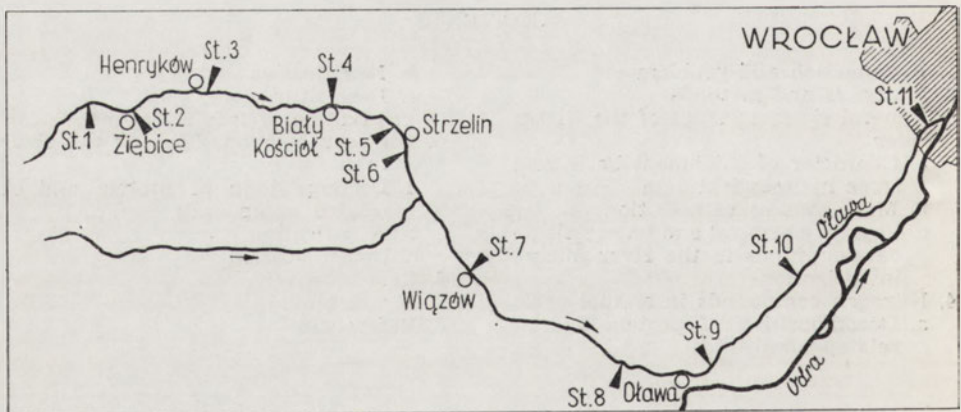 WROCŁAW
St.3
Henryków
St.4
St.11
St.2
St.1
Ziębice
Biały
Kościół
St.5
Strzelin
St.6
Oława
St.7
St.10
Wiązów
St.9
Odra
St.8
Oława